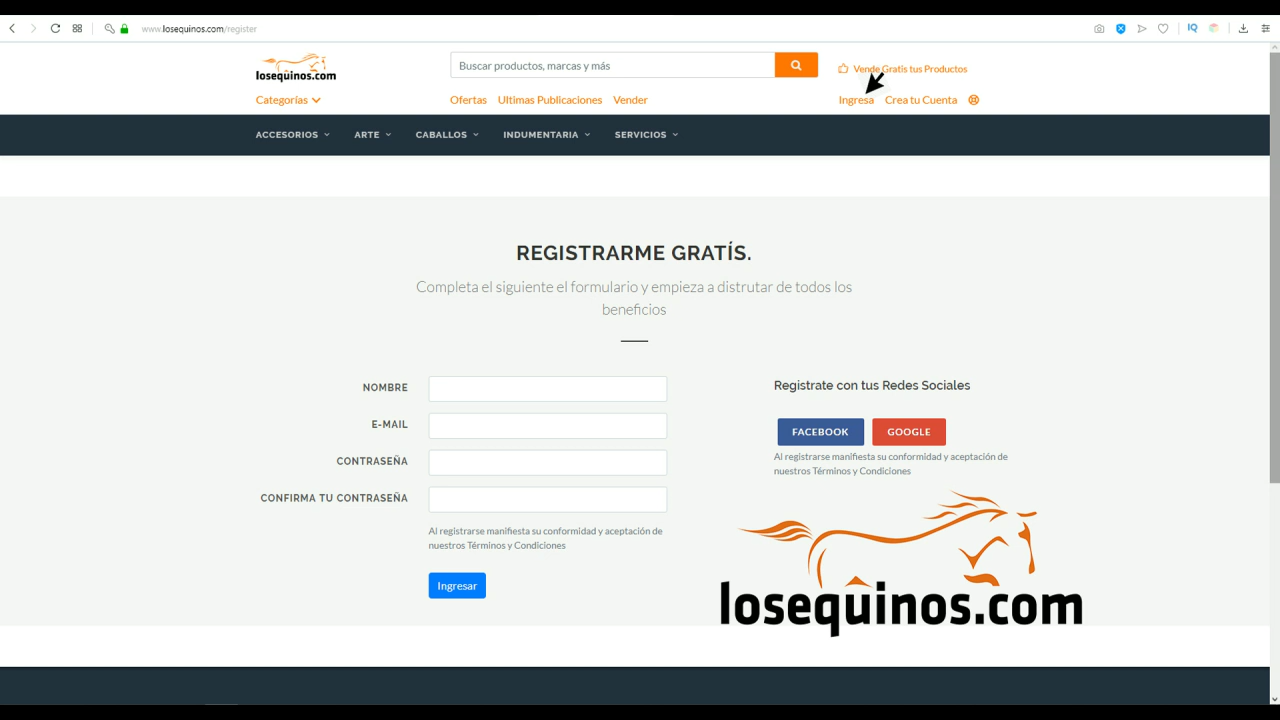 www.losequinos.com/register
IQ
losequinos.com
Buscar productos, marcas y más
Vende Gratis tus Productos
Categorías
Ofertas Ultimas Publicaciones Vender
Ingresa Crea tu Cuenta
ACCESORIOS ARTE CABALLOS INDUMENTARIA SERVICIOS
REGISTRARME GRATÍS.
Completa el siguiente el formulario y empieza a distrutar de todos los
beneficios
NOMBRE
E-MAIL
CONTRASEÑA
CONFIRMA TU CONTRASEÑA
Al registrarse manifiesta su conformidad y aceptación de
nuestros Términos y Condiciones
Ingresar
Registrate con tus Redes Sociales
FACEBOOK GOOGLE
Al registrarse manifiesta su conformidad y aceptación de
nuestros Términos y Condiciones
losequinos.com